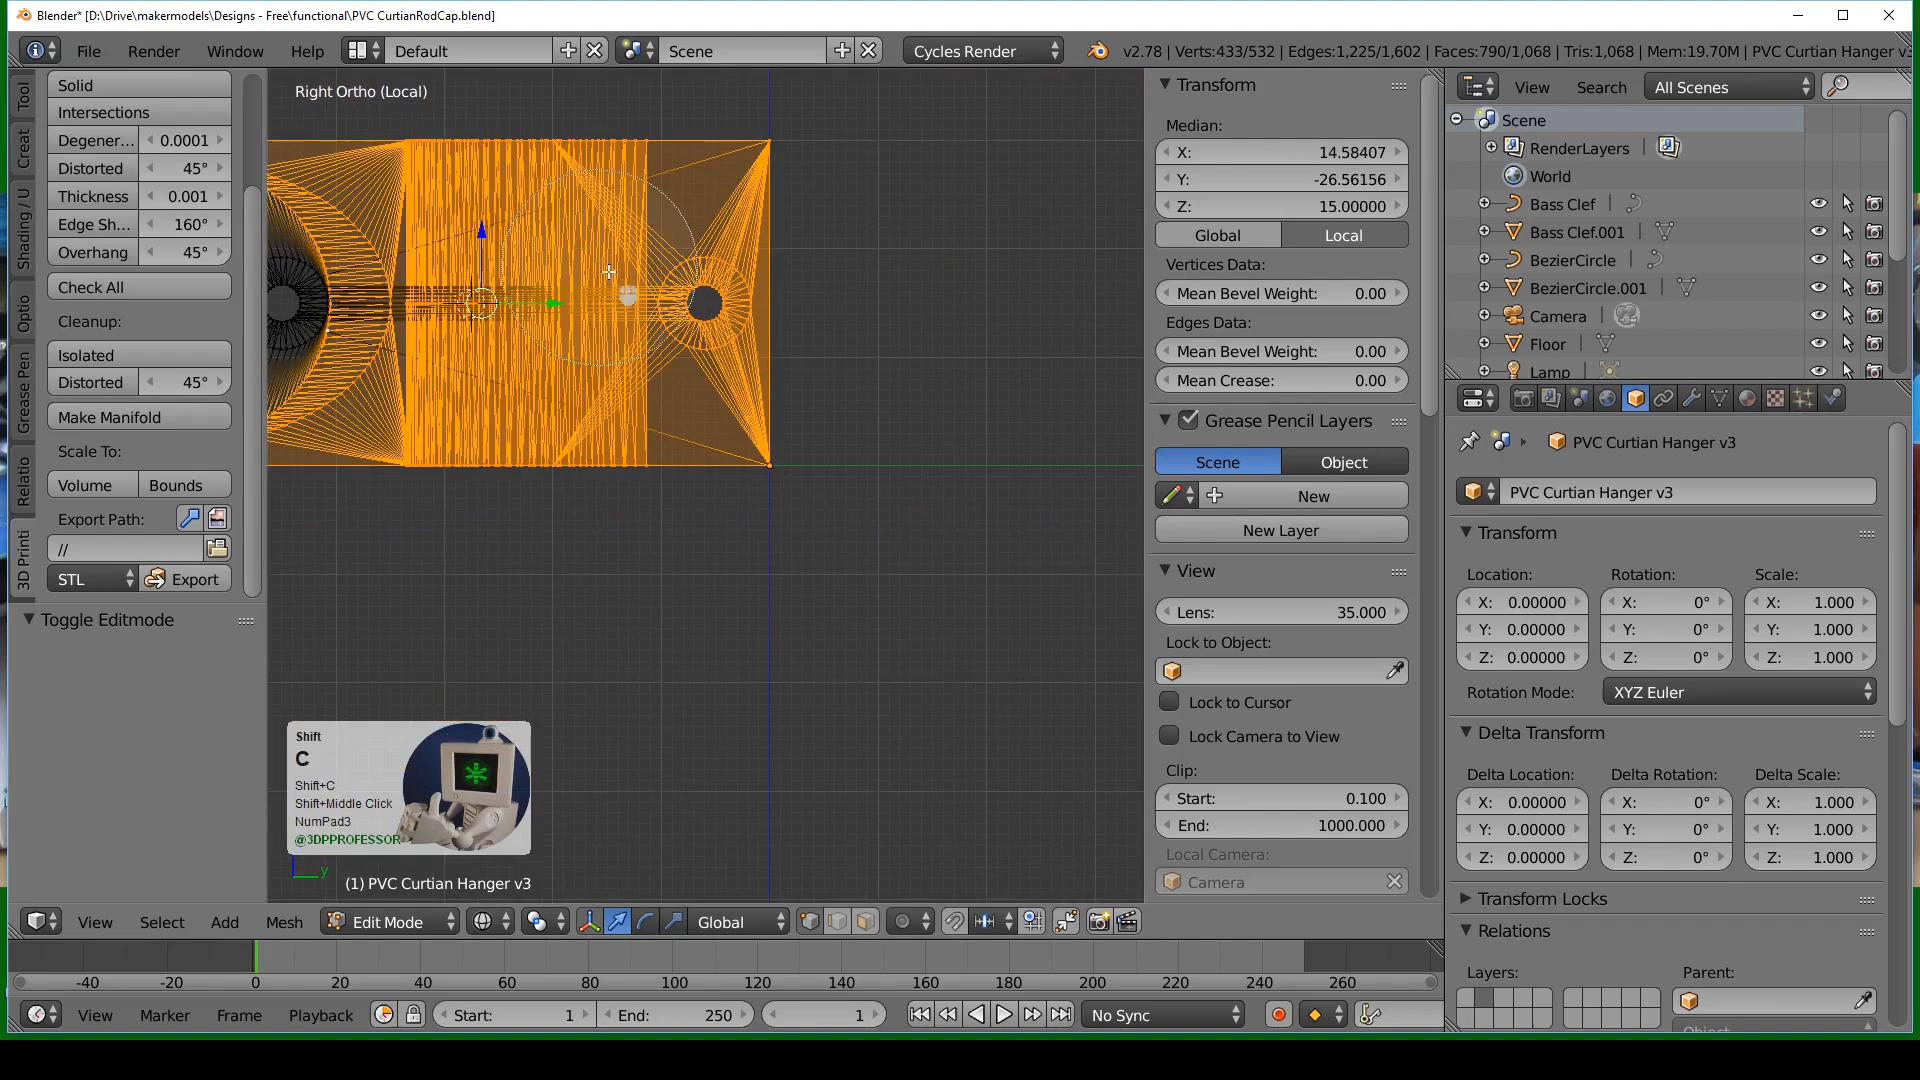 Blender* [D:\Drive\makermodels\Designs - Free\functional\PVC CurtianRodCap.blend]
File Render Window Help Default Scene Cycles Render v2.78 | Verts:433/532 | Edges:1,225/1,602 | Faces:790/1,068 | Tris:1,068 | Mem:19.70M | PVC Curtian Hanger v3
Tool
Creat
Shading / U
Optio
Grease Pen
Relatio
3D Printi
Solid
Intersections
Degener... 0.0001
Distorted 45°
Thickness 0.001
Edge Sh... 160°
Overhang 45°
Check All
Cleanup:
Isolated
Distorted 45°
Make Manifold
Scale To:
Volume Bounds
Export Path:
//
STL Export
Toggle Editmode
Right Ortho (Local)
Shift
C
Shift+C
Shift+Middle Click
NumPad3
@3DPPROFESSOR
y
(1) PVC Curtian Hanger v3
Transform
Median:
X: 14.58407
Y: -26.56156
Z: 15.00000
Global Local
Vertices Data:
Mean Bevel Weight: 0.00
Edges Data:
Mean Bevel Weight: 0.00
Mean Crease: 0.00
Grease Pencil Layers
Scene Object
New
New Layer
View
Lens: 35.000
Lock to Object:
Lock to Cursor
Lock Camera to View
Clip:
Start: 0.100
End: 1000.000
Local Camera:
Camera
View Search All Scenes
Scene
RenderLayers
World
Bass Clef
Bass Clef.001
BezierCircle
BezierCircle.001
Camera
Floor
Lamp
PVC Curtian Hanger v3
PVC Curtian Hanger v3
Transform
Location: Rotation: Scale:
X: 0.00000 X: 0° X: 1.000
Y: 0.00000 Y: 0° Y: 1.000
Z: 0.00000 Z: 0° Z: 1.000
Rotation Mode: XYZ Euler
Delta Transform
Delta Location: Delta Rotation: Delta Scale:
X: 0.00000 X: 0° X: 1.000
Y: 0.00000 Y: 0° Y: 1.000
Z: 0.00000 Z: 0° Z: 1.000
Transform Locks
Relations
Layers: Parent:
Object
View Select Add Mesh Edit Mode Global
-40 -20 0 20 40 60 80 100 120 140 160 180 200 220 240 260
View Marker Frame Playback Start: 1 End: 250 1 No Sync